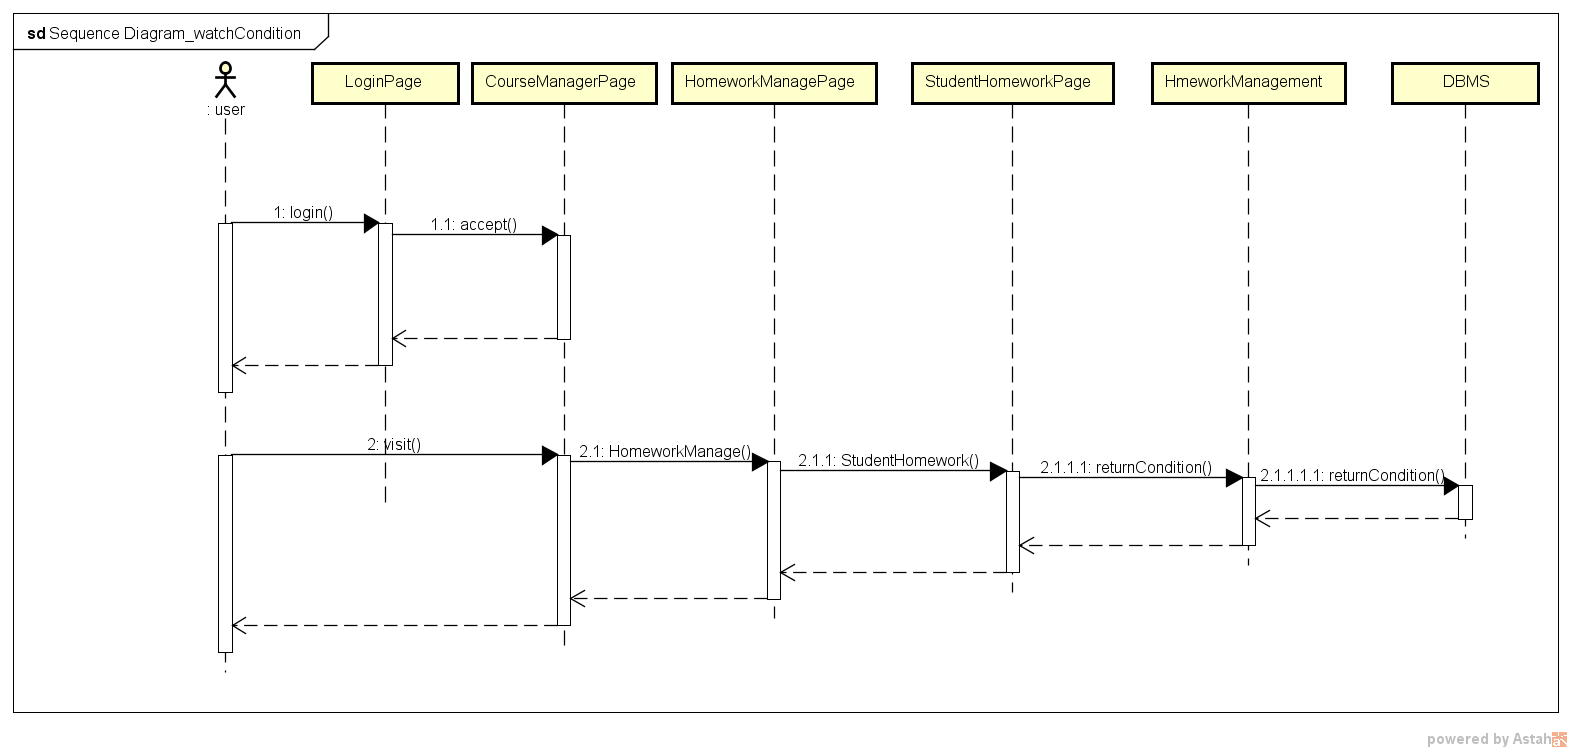 sd Sequence Diagram_watchCondition
: user
LoginPage
CourseManagerPage
HomeworkManagePage
StudentHomeworkPage
HmeworkManagement
DBMS
1: login()
1.1: accept()
2: visit()
2.1: HomeworkManage()
2.1.1: StudentHomework()
2.1.1.1: returnCondition()
2.1.1.1.1: returnCondition()
powered by Astah